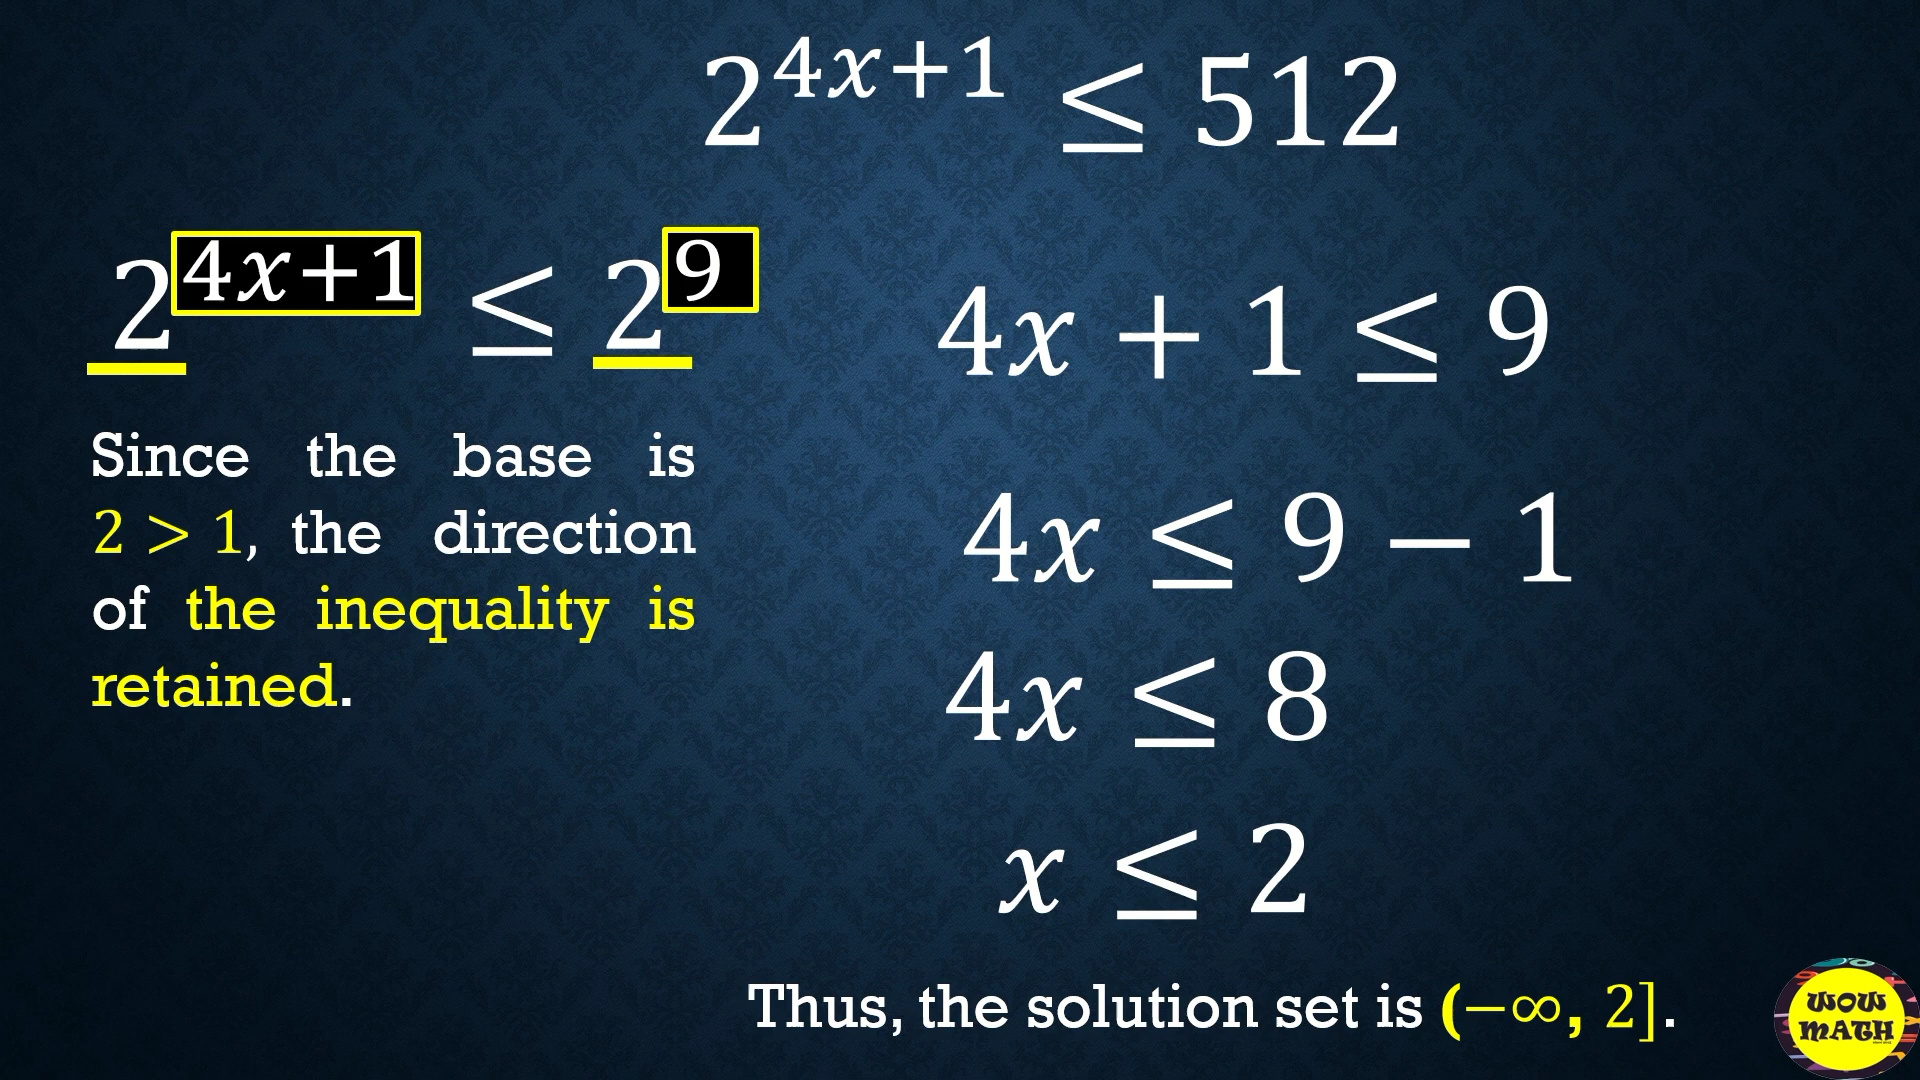 2^{4x+1} ≤ 512
2^{4x+1} ≤ 2^9
Since the base is
2 > 1, the direction
of the inequality is
retained.
4x + 1 ≤ 9
4x ≤ 9 − 1
4x ≤ 8
x ≤ 2
Thus, the solution set is (−∞, 2].
WOW
MATH